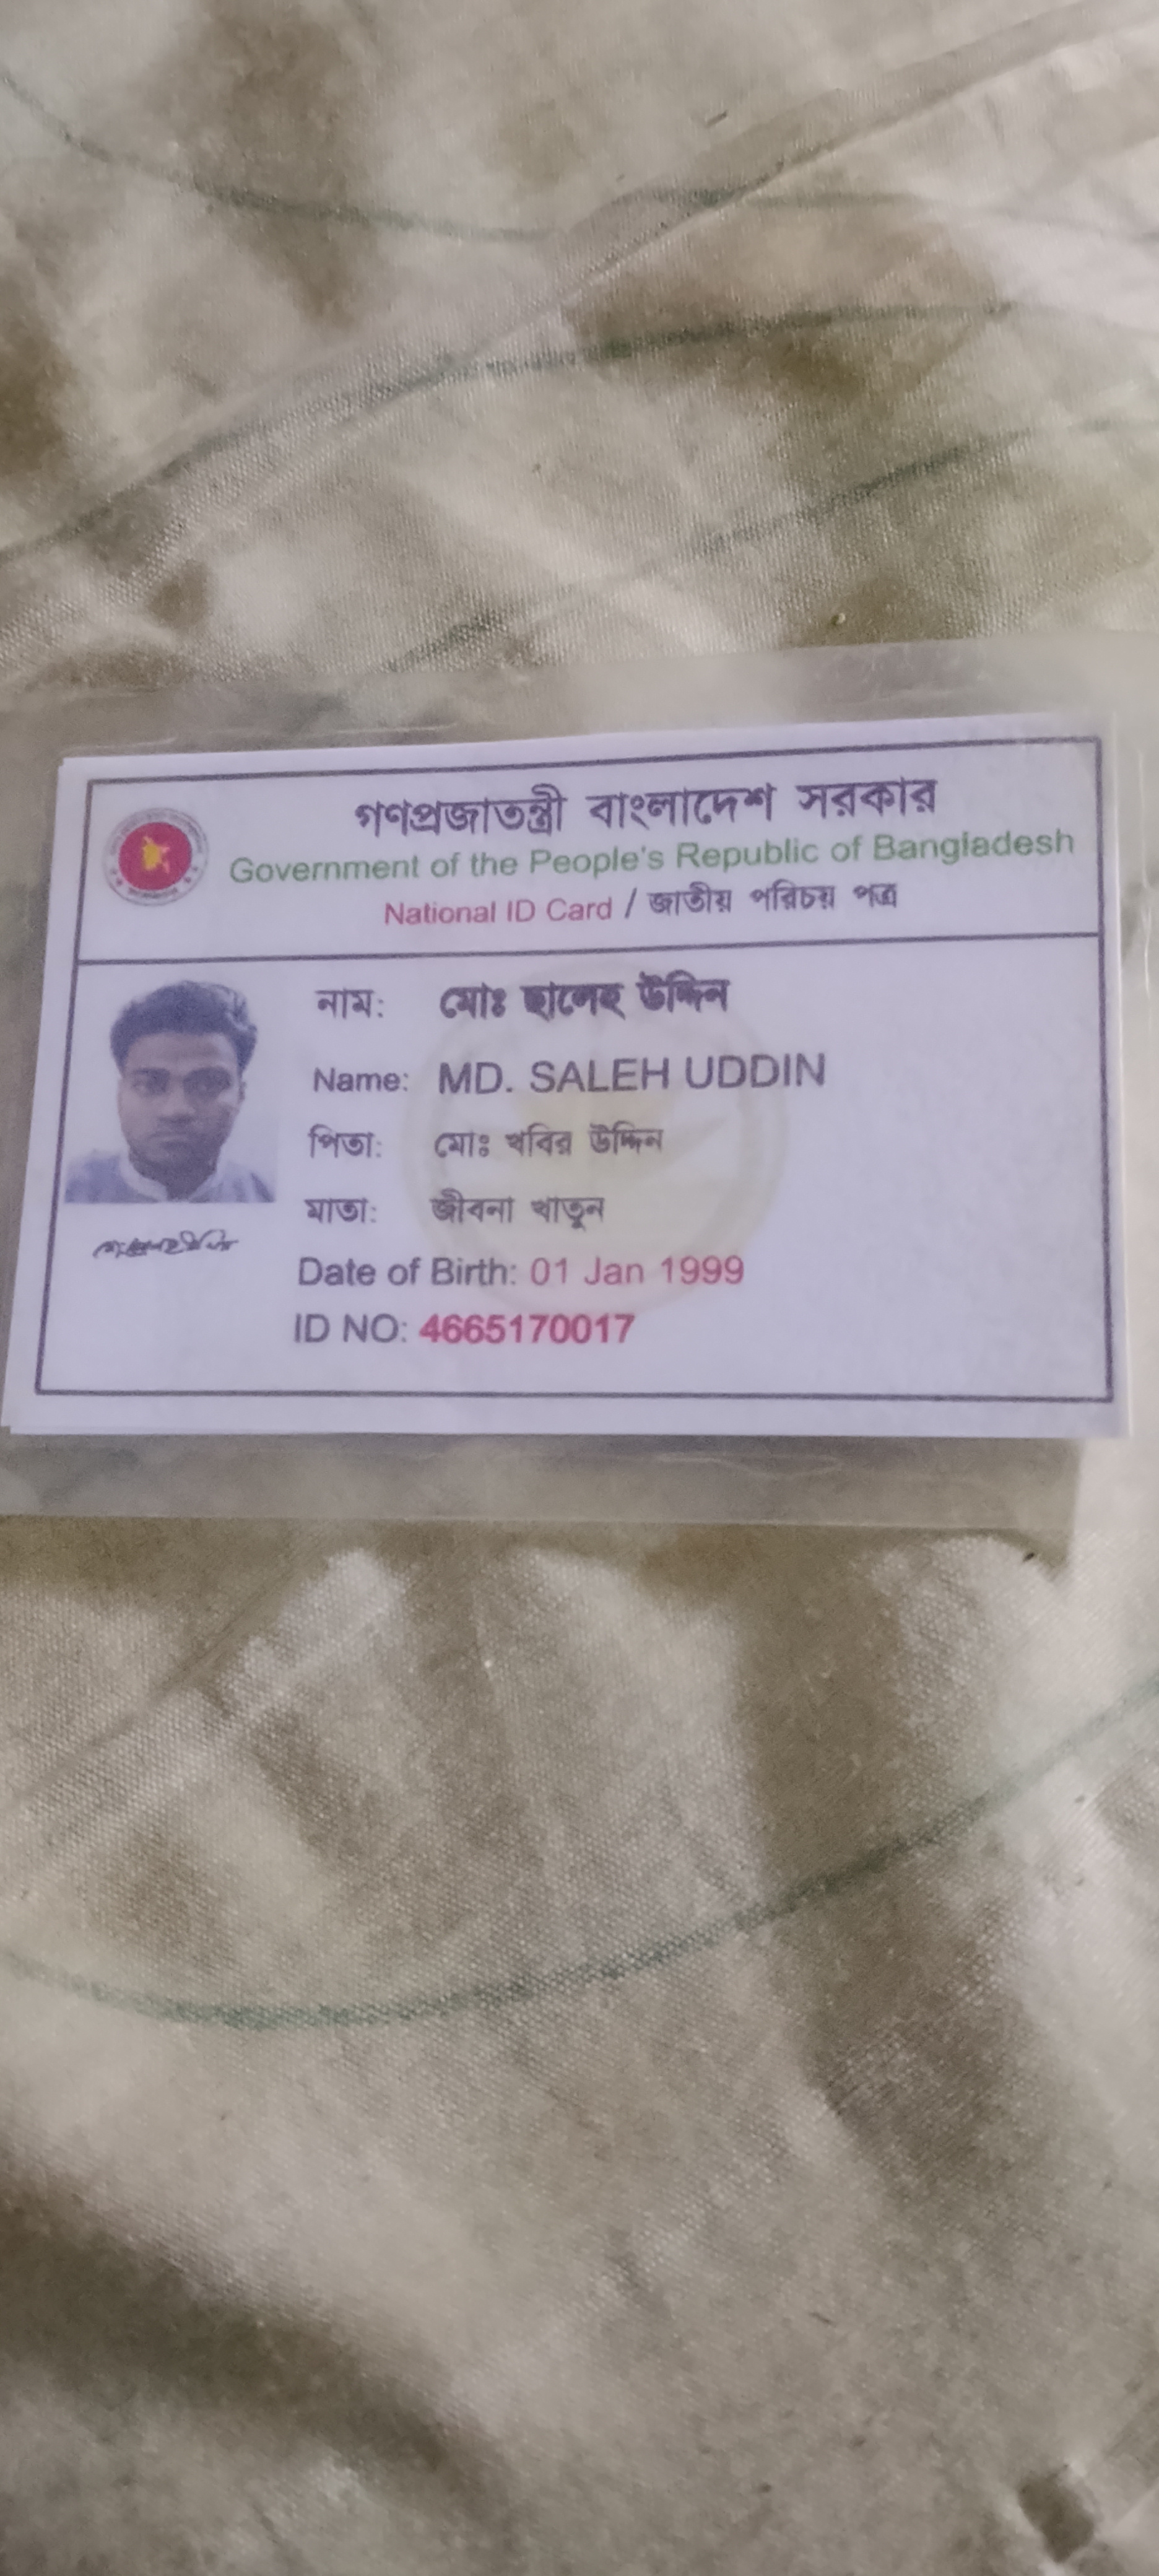 গণপ্রজাতন্ত্রী বাংলাদেশ সরকার
Government of the People's Republic of Bangladesh
National ID Card / জাতীয় পরিচয় পত্র
নাম: মোঃ ছালেহ উদ্দিন
Name: MD. SALEH UDDIN
পিতা: মোঃ খবির উদ্দিন
মাতা: জীবনা খাতুন
Date of Birth: 01 Jan 1999
ID NO: 4665170017